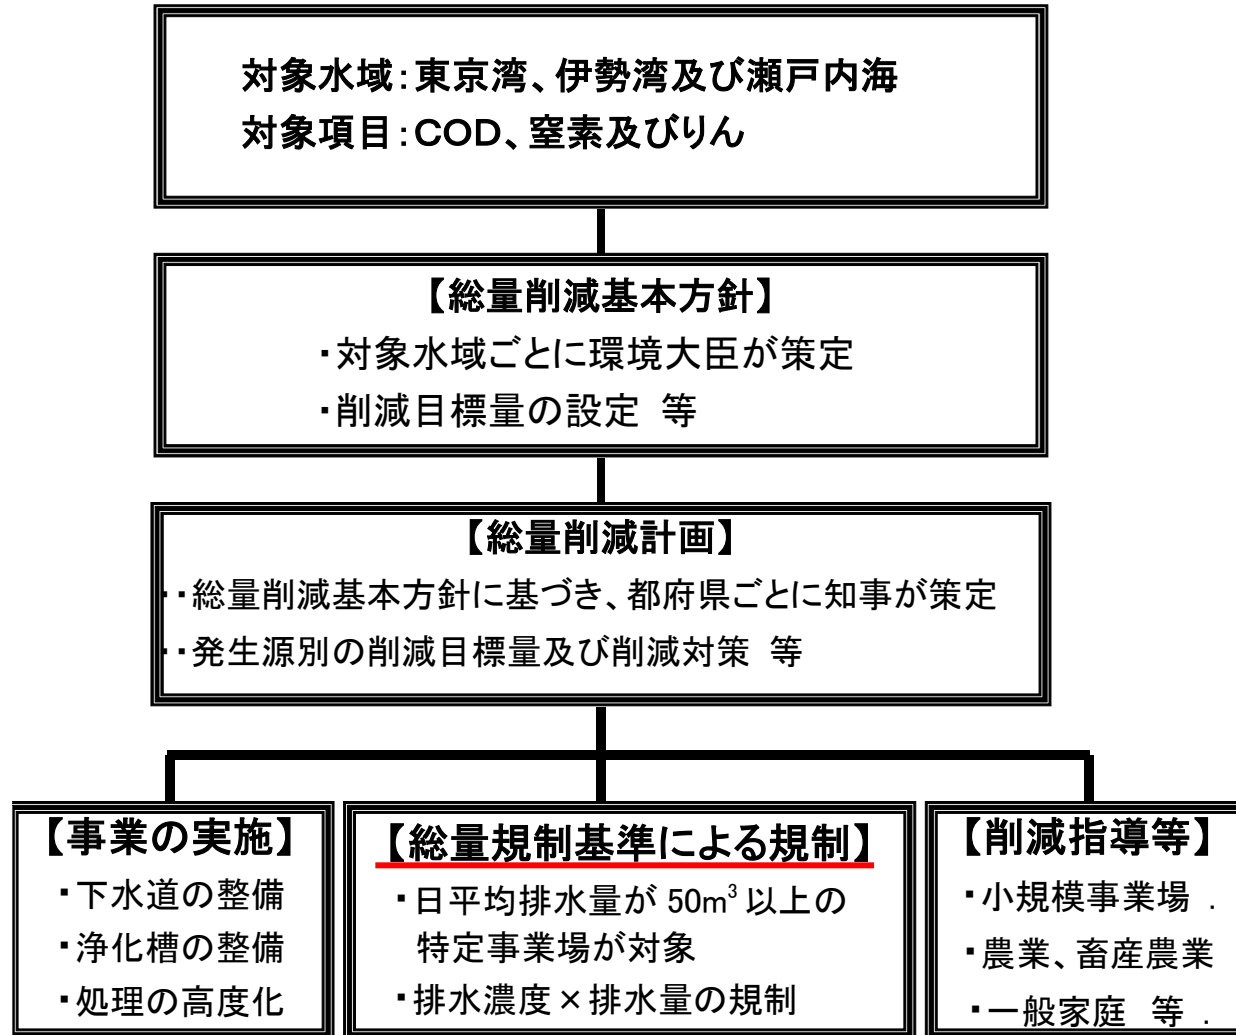 対象水域：東京湾、伊勢湾及び瀬戸内海
対象項目：ＣＯＤ、窒素及びりん
【総量削減基本方針】
・対象水域ごとに環境大臣が策定
・削減目標量の設定 等
【総量削減計画】
・・総量削減基本方針に基づき、都府県ごとに知事が策定
・・発生源別の削減目標量及び削減対策 等
【事業の実施】
・下水道の整備
・浄化槽の整備
・処理の高度化
【総量規制基準による規制】
・日平均排水量が 50m³ 以上の
特定事業場が対象
・排水濃度×排水量の規制
【削減指導等】
・小規模事業場 .
・農業、畜産農業
・一般家庭 等 .